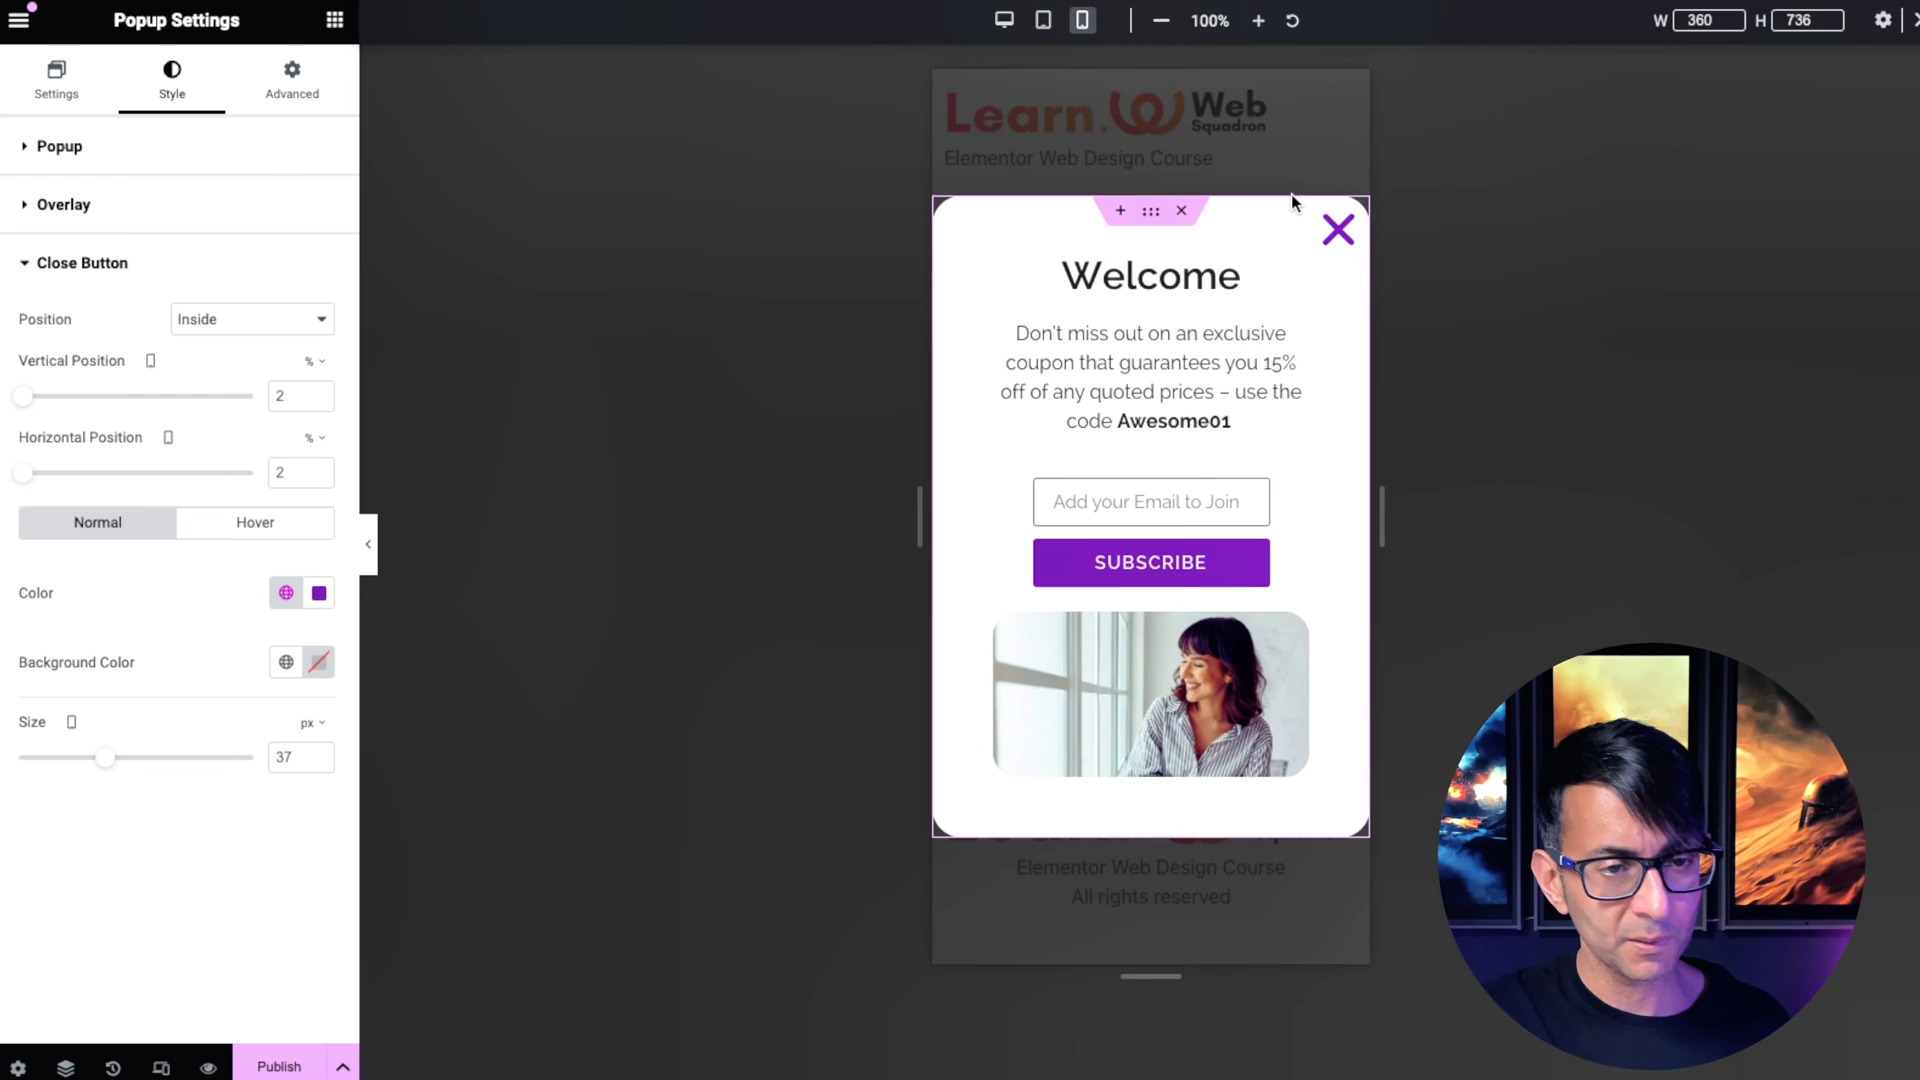 Popup Settings
100%
W 360 H 736
Settings
Style
Advanced
Popup
Overlay
Close Button
Position
Inside
Vertical Position
%
2
Horizontal Position
%
2
Normal
Hover
Color
Background Color
Size
px
37
Publish
Learn. Web
Squadron
Elementor Web Design Course
Welcome
Don't miss out on an exclusive
coupon that guarantees you 15%
off of any quoted prices – use the
code Awesome01
Add your Email to Join
SUBSCRIBE
Elementor Web Design Course
All rights reserved